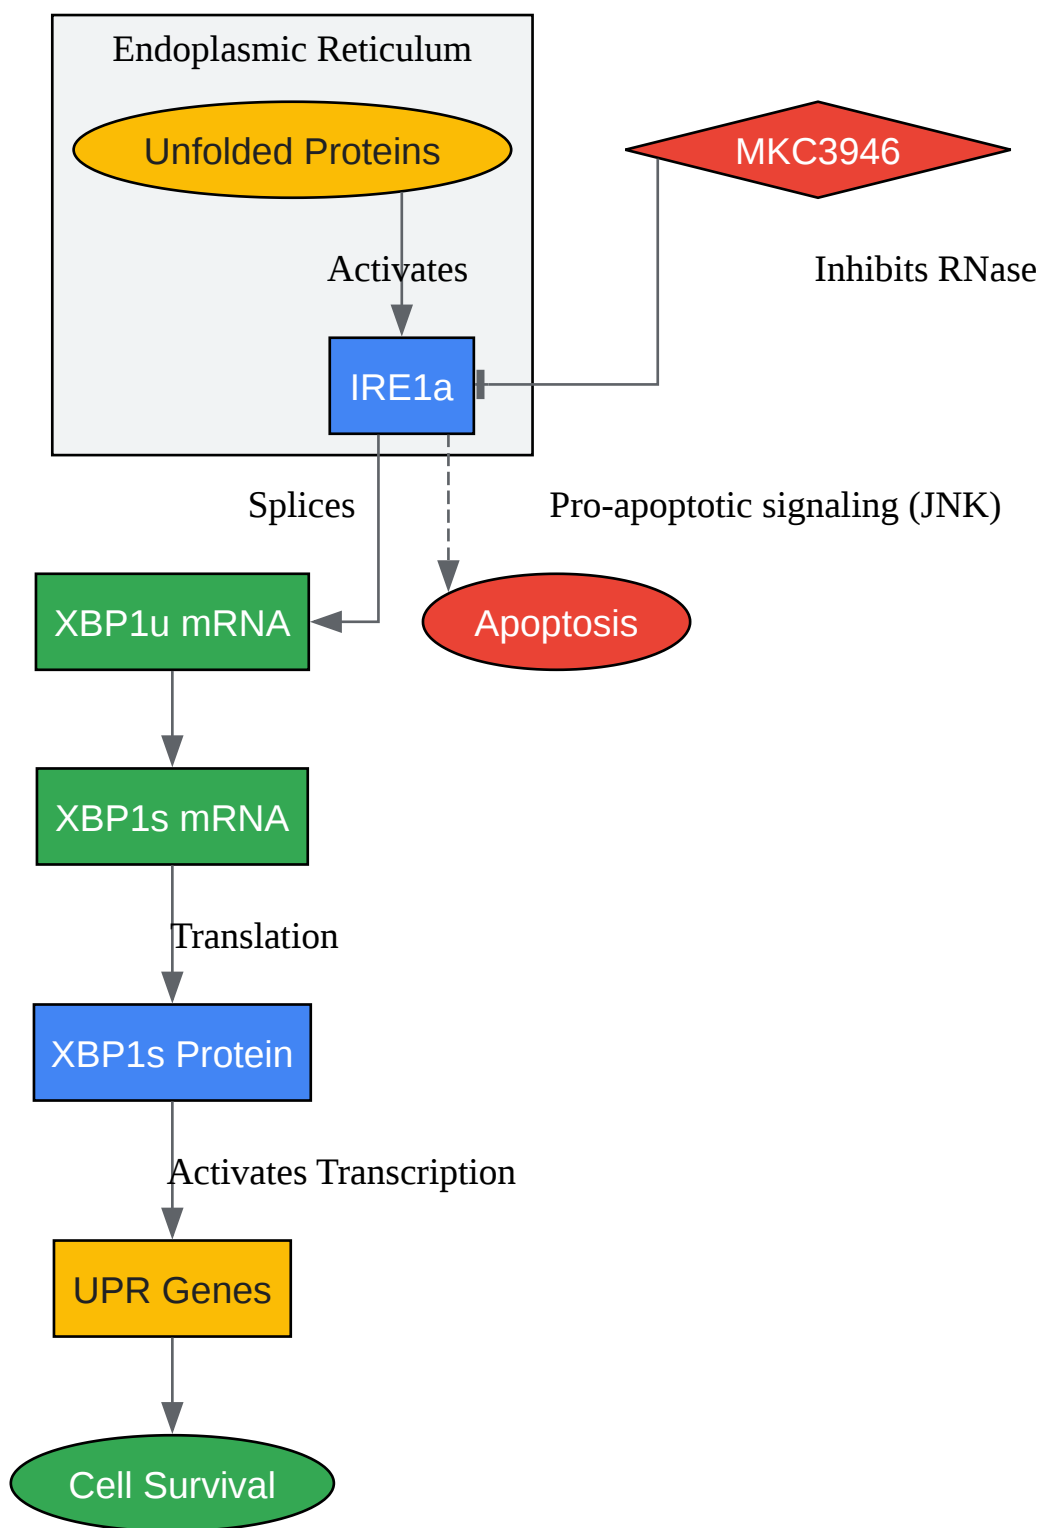 Endoplasmic Reticulum
Unfolded Proteins
MKC3946
Activates
Inhibits RNase
IRE1a
Splices
Pro-apoptotic signaling (JNK)
XBP1u mRNA
Apoptosis
XBP1s mRNA
Translation
XBP1s Protein
Activates Transcription
UPR Genes
Cell Survival